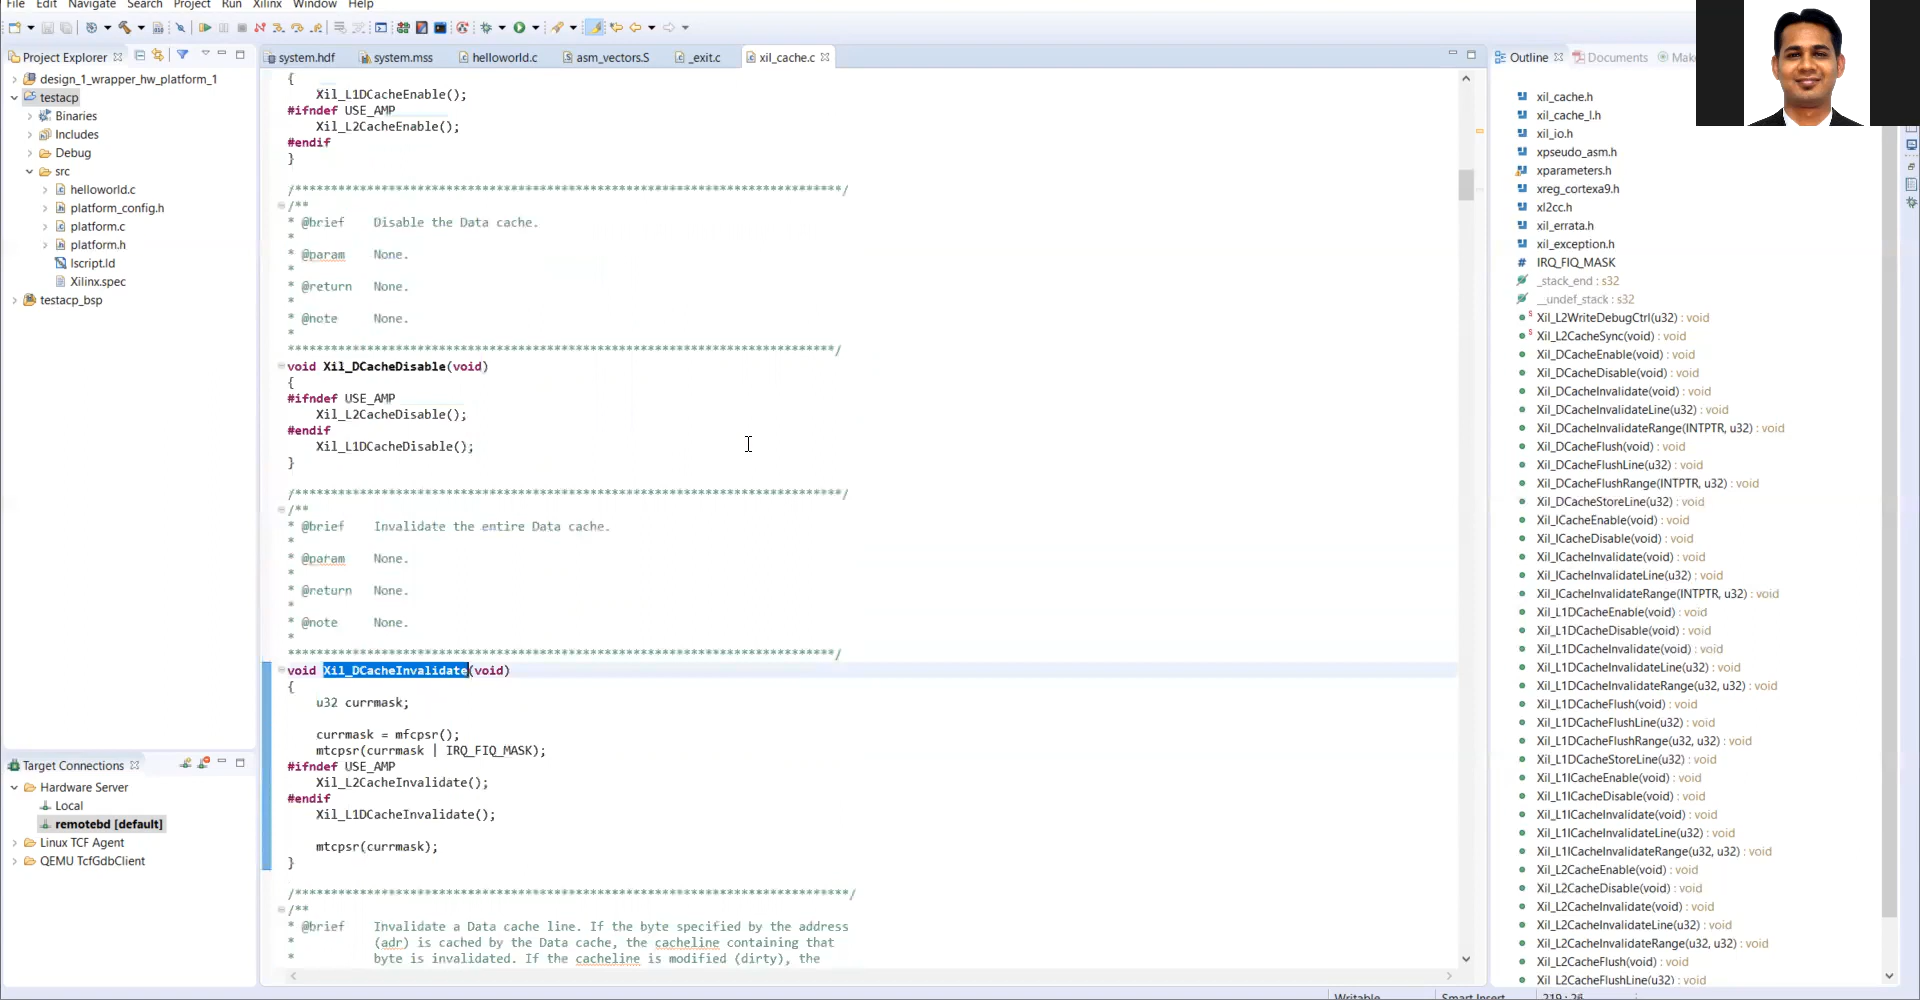 File Edit Navigate Search Project Run Xilinx Window Help
Project Explorer
design_1_wrapper_hw_platform_1
testacp
Binaries
Includes
Debug
src
helloworld.c
platform_config.h
platform.c
platform.h
lscript.ld
Xilinx.spec
testacp_bsp
Target Connections
Hardware Server
Local
remotebd [default]
Linux TCF Agent
QEMU TcfGdbClient
system.hdf system.mss helloworld.c asm_vectors.S _exit.c xil_cache.c
{
Xil_L1DCacheEnable();
#ifndef USE_AMP
Xil_L2CacheEnable();
#endif
}
/*****************************************************************************/
/**
* @brief Disable the Data cache.
*
* @param None.
*
* @return None.
*
* @note None.
*
****************************************************************************/
void Xil_DCacheDisable(void)
{
#ifndef USE_AMP
Xil_L2CacheDisable();
#endif
Xil_L1DCacheDisable();
}
/*****************************************************************************/
/**
* @brief Invalidate the entire Data cache.
*
* @param None.
*
* @return None.
*
* @note None.
*
****************************************************************************/
void Xil_DCacheInvalidate(void)
{
u32 currmask;
currmask = mfcpsr();
mtcpsr(currmask | IRQ_FIQ_MASK);
#ifndef USE_AMP
Xil_L2CacheInvalidate();
#endif
Xil_L1DCacheInvalidate();
mtcpsr(currmask);
}
/******************************************************************************/
/**
* @brief Invalidate a Data cache line. If the byte specified by the address
* (adr) is cached by the Data cache, the cacheline containing that
* byte is invalidated. If the cacheline is modified (dirty), the
Outline Documents Make
xil_cache.h
xil_cache_l.h
xil_io.h
xpseudo_asm.h
xparameters.h
xreg_cortexa9.h
xl2cc.h
xil_errata.h
xil_exception.h
# IRQ_FIQ_MASK
_stack_end : s32
__undef_stack : s32
Xil_L2WriteDebugCtrl(u32) : void
Xil_L2CacheSync(void) : void
Xil_DCacheEnable(void) : void
Xil_DCacheDisable(void) : void
Xil_DCacheInvalidate(void) : void
Xil_DCacheInvalidateLine(u32) : void
Xil_DCacheInvalidateRange(INTPTR, u32) : void
Xil_DCacheFlush(void) : void
Xil_DCacheFlushLine(u32) : void
Xil_DCacheFlushRange(INTPTR, u32) : void
Xil_DCacheStoreLine(u32) : void
Xil_ICacheEnable(void) : void
Xil_ICacheDisable(void) : void
Xil_ICacheInvalidate(void) : void
Xil_ICacheInvalidateLine(u32) : void
Xil_ICacheInvalidateRange(INTPTR, u32) : void
Xil_L1DCacheEnable(void) : void
Xil_L1DCacheDisable(void) : void
Xil_L1DCacheInvalidate(void) : void
Xil_L1DCacheInvalidateLine(u32) : void
Xil_L1DCacheInvalidateRange(u32, u32) : void
Xil_L1DCacheFlush(void) : void
Xil_L1DCacheFlushLine(u32) : void
Xil_L1DCacheFlushRange(u32, u32) : void
Xil_L1DCacheStoreLine(u32) : void
Xil_L1ICacheEnable(void) : void
Xil_L1ICacheDisable(void) : void
Xil_L1ICacheInvalidate(void) : void
Xil_L1ICacheInvalidateLine(u32) : void
Xil_L1ICacheInvalidateRange(u32, u32) : void
Xil_L2CacheEnable(void) : void
Xil_L2CacheDisable(void) : void
Xil_L2CacheInvalidate(void) : void
Xil_L2CacheInvalidateLine(u32) : void
Xil_L2CacheInvalidateRange(u32, u32) : void
Xil_L2CacheFlush(void) : void
Xil_L2CacheFlushLine(u32) : void
Writable Smart Insert 219 : 26